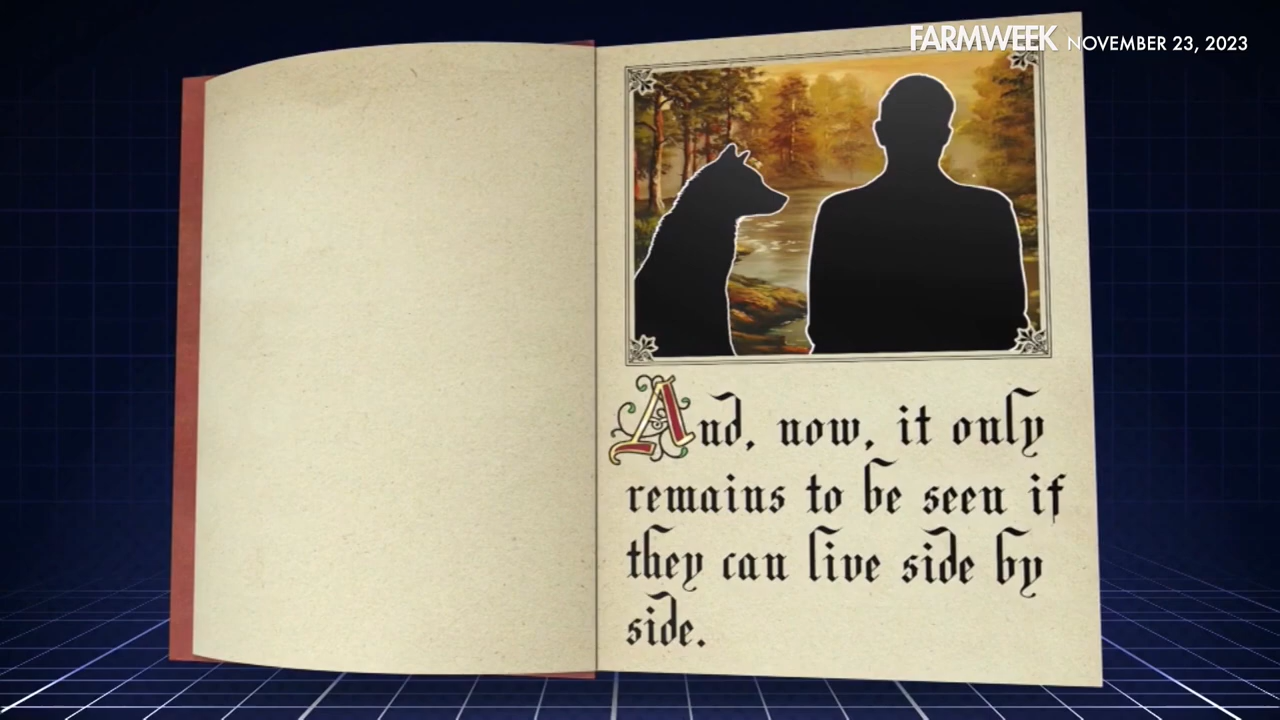 FARMWEEK NOVEMBER 23, 2023
And, now, it only
remains to be seen if
they can live side by
side.